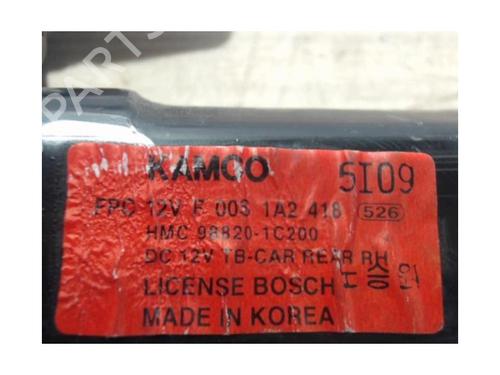 KAMCO 5I09
FPC 12V F 003 1A2 418 526
HMC 98820-1C200
DC 12V TB-CAR REAR RH
LICENSE BOSCH
MADE IN KOREA